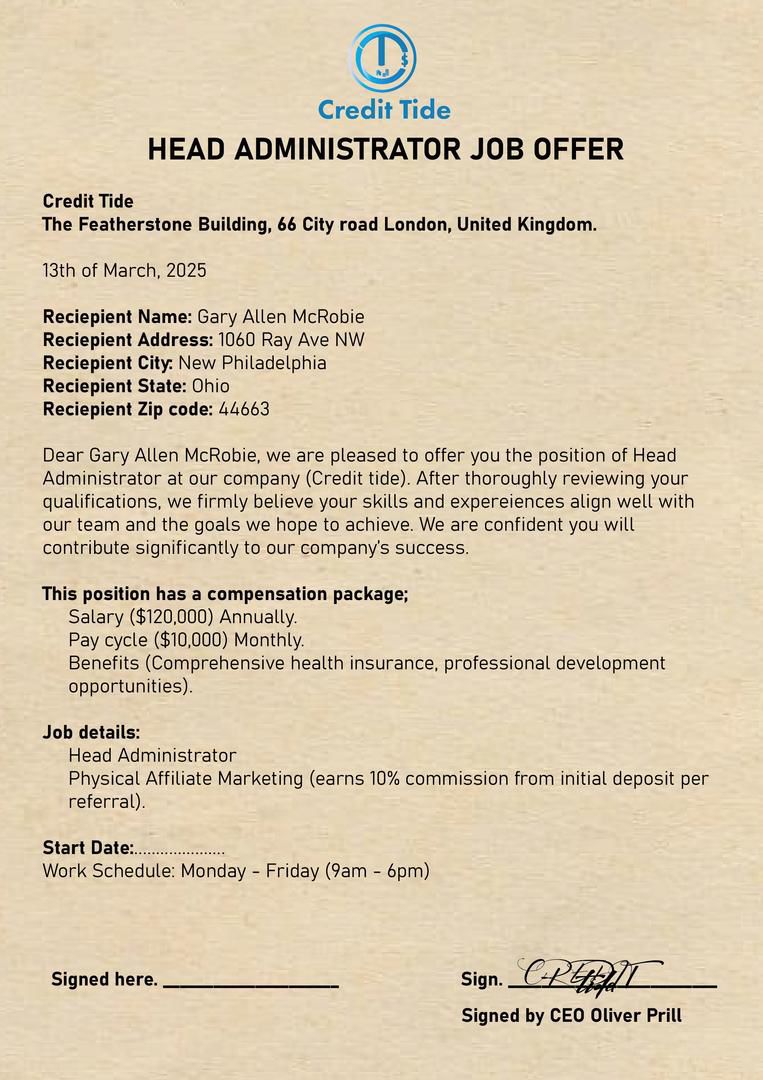 Credit Tide
HEAD ADMINISTRATOR JOB OFFER
Credit Tide
The Featherstone Building, 66 City road London, United Kingdom.
13th of March, 2025
Reciepient Name: Gary Allen McRobie
Reciepient Address: 1060 Ray Ave NW
Reciepient City: New Philadelphia
Reciepient State: Ohio
Reciepient Zip code: 44663
Dear Gary Allen McRobie, we are pleased to offer you the position of Head
Administrator at our company (Credit tide). After thoroughly reviewing your
qualifications, we firmly believe your skills and expereiences align well with
our team and the goals we hope to achieve. We are confident you will
contribute significantly to our company's success.
This position has a compensation package;
Salary ($120,000) Annually.
Pay cycle ($10,000) Monthly.
Benefits (Comprehensive health insurance, professional development
opportunities).
Job details:
Head Administrator
Physical Affiliate Marketing (earns 10% commission from initial deposit per
referral).
Start Date:.....................
Work Schedule: Monday - Friday (9am - 6pm)
Signed here. ____________________
Sign. CREDIT tide
Signed by CEO Oliver Prill